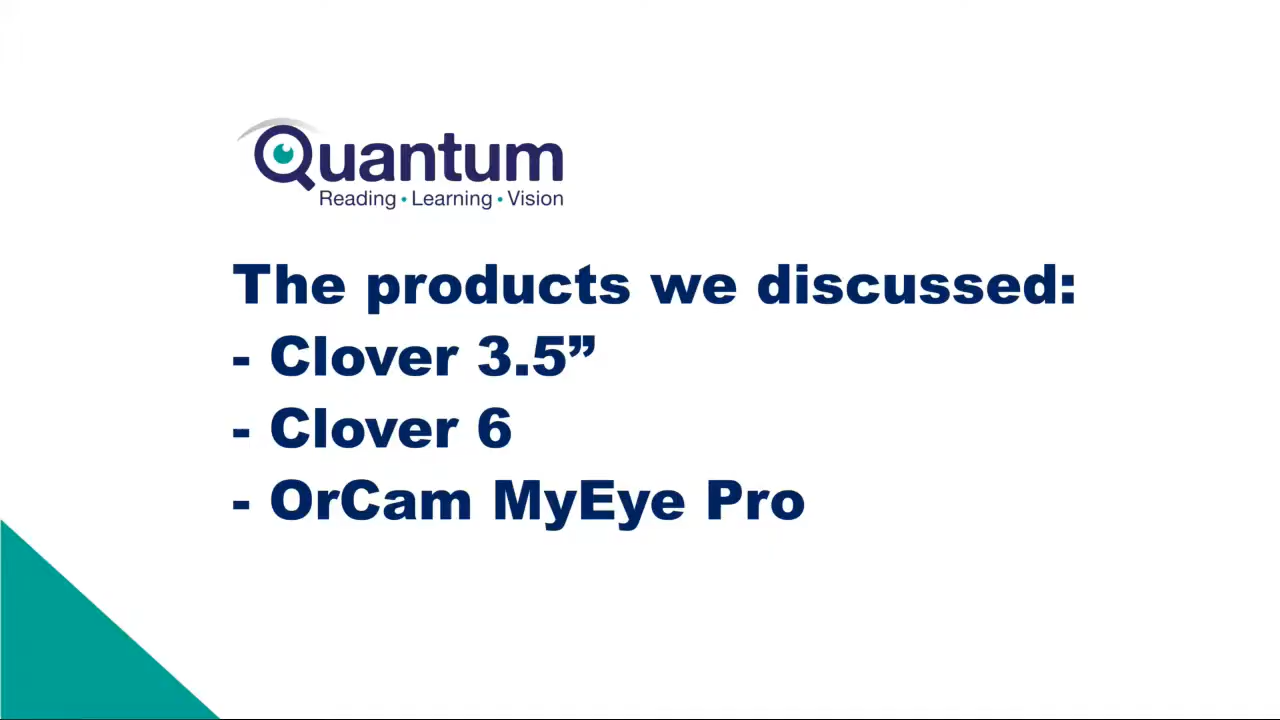 Quantum
Reading • Learning • Vision
The products we discussed:
- Clover 3.5”
- Clover 6
- OrCam MyEye Pro